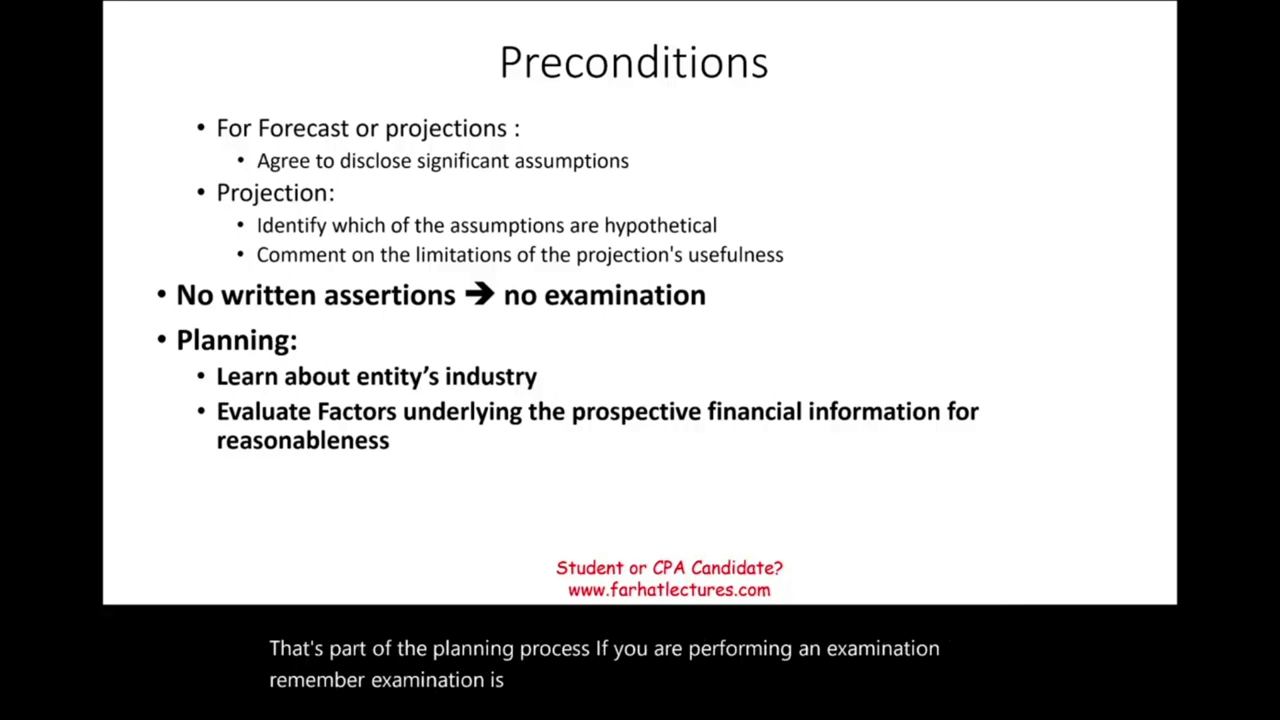 Preconditions
• For Forecast or projections :
• Agree to disclose significant assumptions
• Projection:
• Identify which of the assumptions are hypothetical
• Comment on the limitations of the projection's usefulness
• No written assertions ➔ no examination
• Planning:
• Learn about entity’s industry
• Evaluate Factors underlying the prospective financial information for
reasonableness
Student or CPA Candidate?
www.farhatlectures.com
That's part of the planning process If you are performing an examination
remember examination is